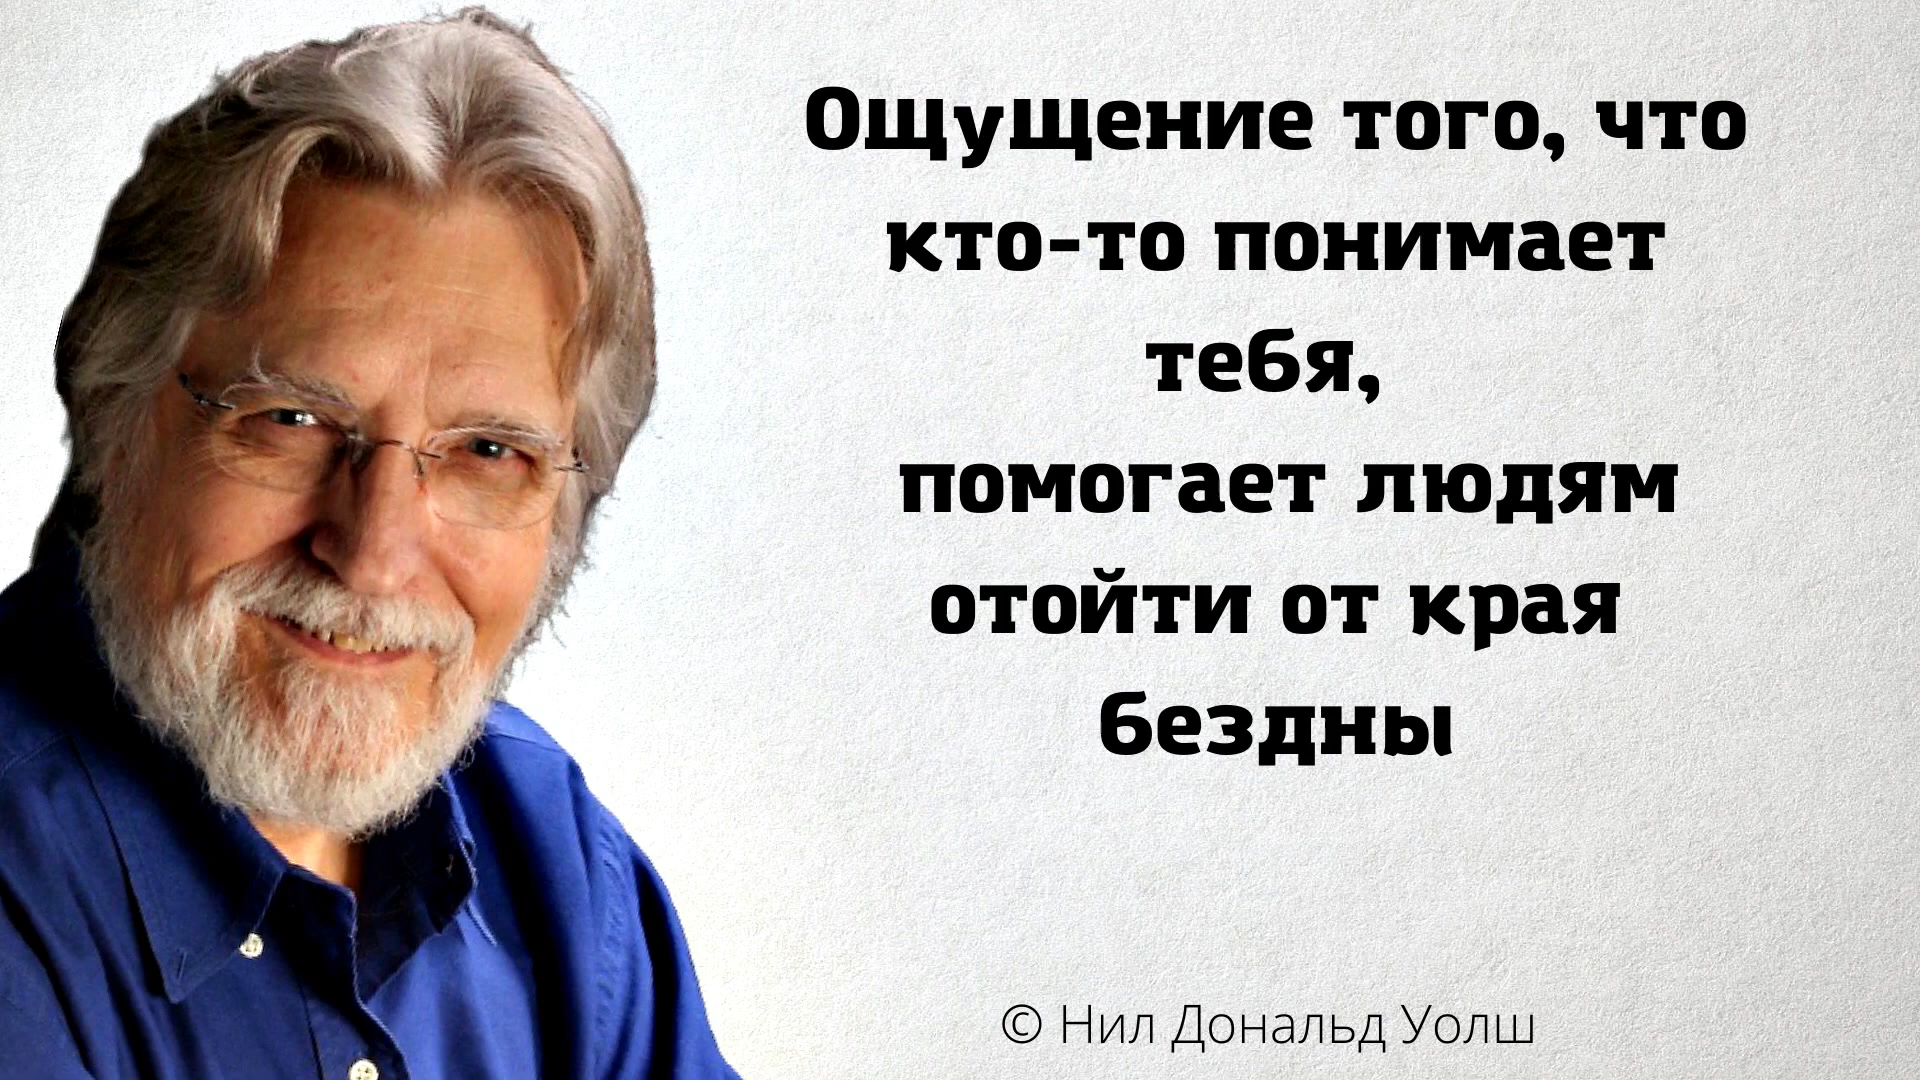 Ощущение того, что
кто-то понимает
тебя,
помогает людям
отойти от края
бездны
© Нил Дональд Уолш